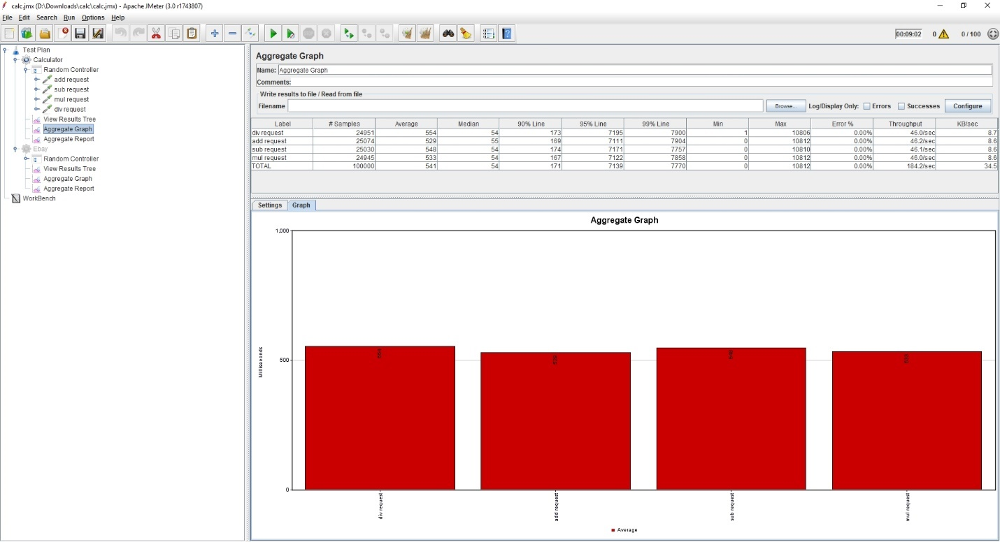 calc.jmx (D:\Downloads\calc\calc.jmx) - Apache JMeter (3.0 r1743807)
File Edit Search Run Options Help
00:09:02 0 0 / 100
Test Plan
Calculator
Random Controller
add request
sub request
mul request
div request
View Results Tree
Aggregate Graph
Aggregate Report
Ebay
Random Controller
View Results Tree
Aggregate Graph
Aggregate Report
WorkBench
Aggregate Graph
Name: Aggregate Graph
Comments:
Write results to file / Read from file
Filename Browse... Log/Display Only: Errors Successes Configure
Label # Samples Average Median 90% Line 95% Line 99% Line Min Max Error % Throughput KB/sec
div request 24951 554 54 173 7195 7900 1 10806 0.00% 46.0/sec 8.7
add request 25074 529 55 169 7111 7904 0 10812 0.00% 46.2/sec 8.6
sub request 25030 548 54 174 7171 7757 0 10810 0.00% 46.1/sec 8.6
mul request 24945 533 54 167 7122 7858 0 10812 0.00% 46.0/sec 8.6
TOTAL 100000 541 54 171 7139 7770 0 10812 0.00% 184.2/sec 34.5
Settings Graph
Aggregate Graph
1,000
500
0
Milliseconds
554
529
548
533
div request
add request
sub request
mul request
Average